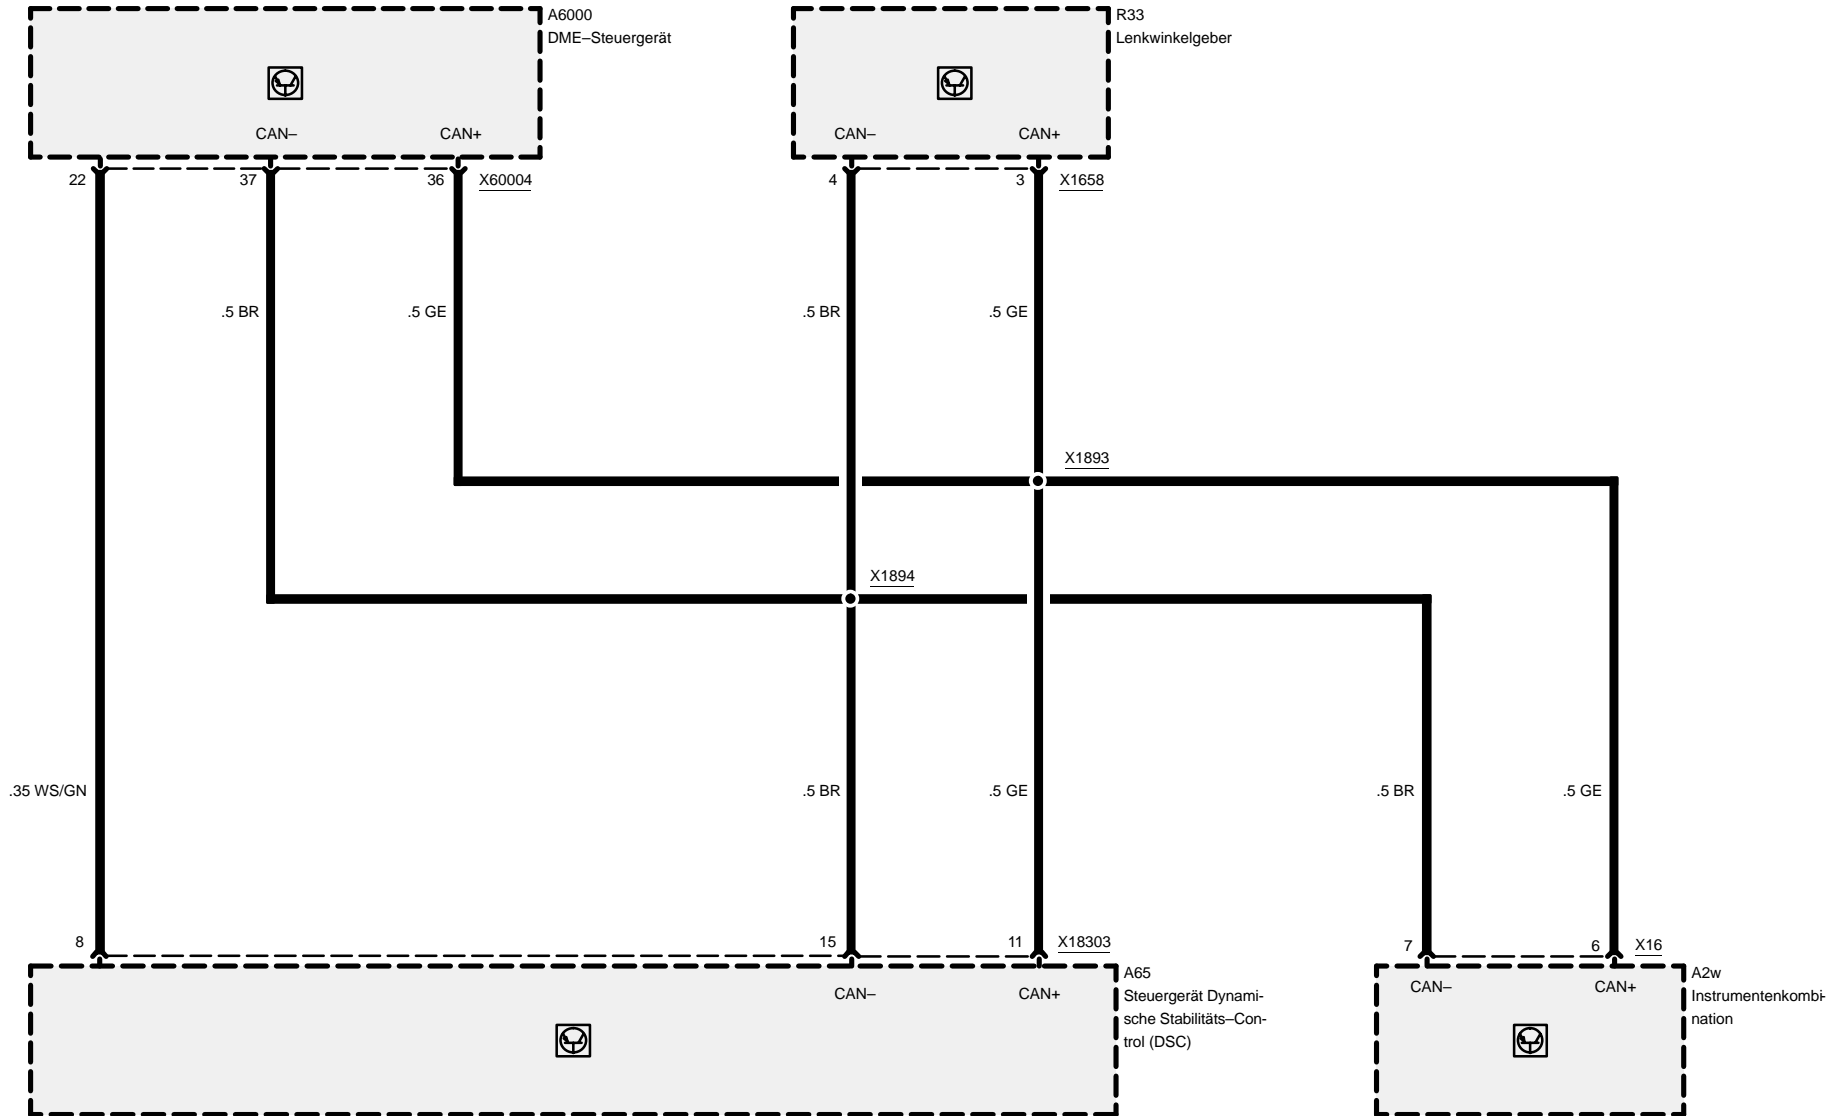 A6000
DME–Steuergerät
R33
Lenkwinkelgeber
CAN–
CAN+
CAN–
CAN+
22
37
36
X60004
4
3
X1658
.5 BR
.5 GE
.5 BR
.5 GE
X1893
X1894
.35 WS/GN
.5 BR
.5 GE
.5 BR
.5 GE
8
15
11
X18303
7
6
X16
A65
Steuergerät Dynami-
sche Stabilitäts–Con-
trol (DSC)
CAN–
CAN+
A2w
Instrumentenkombi-
nation
CAN–
CAN+